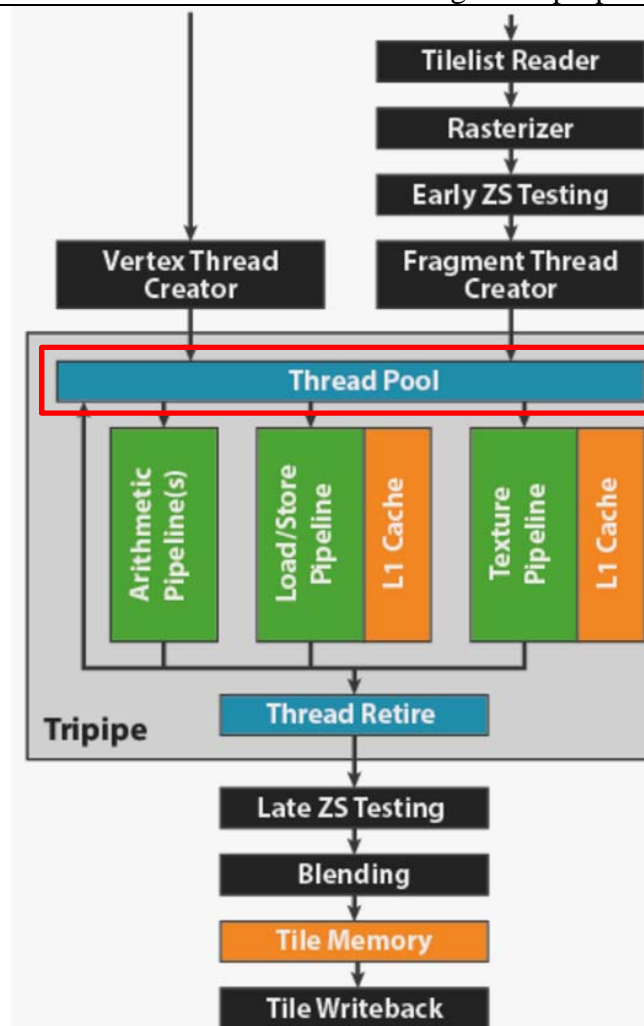 Tilelist Reader
Rasterizer
Early ZS Testing
Vertex Thread
Creator
Fragment Thread
Creator
Thread Pool
Arithmetic
Pipeline(s)
Load/Store
Pipeline
L1 Cache
Texture
Pipeline
L1 Cache
Thread Retire
Tripipe
Late ZS Testing
Blending
Tile Memory
Tile Writeback